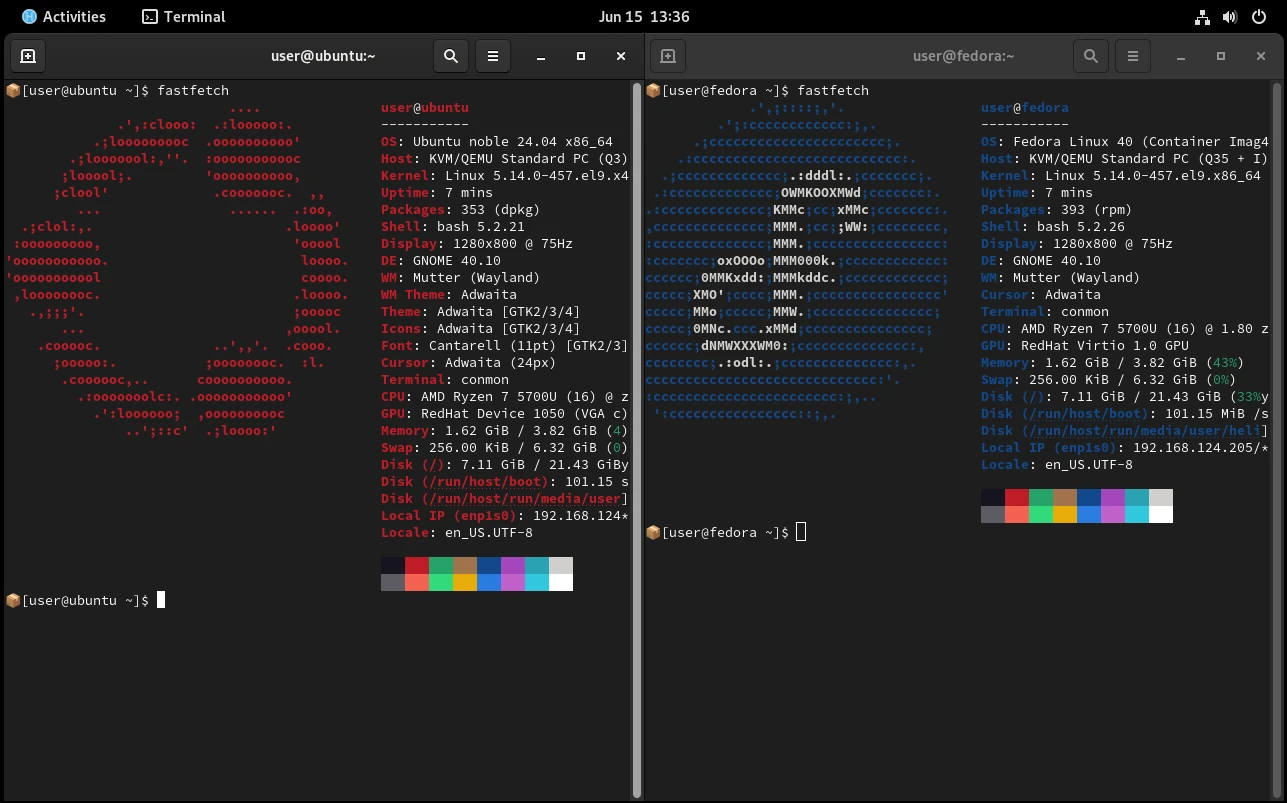 Activities
Terminal
Jun 15 13:36
user@ubuntu:~
[user@ubuntu ~]$ fastfetch
user@ubuntu
-----------
OS: Ubuntu noble 24.04 x86_64
Host: KVM/QEMU Standard PC (Q3)
Kernel: Linux 5.14.0-457.el9.x4
Uptime: 7 mins
Packages: 353 (dpkg)
Shell: bash 5.2.21
Display: 1280x800 @ 75Hz
DE: GNOME 40.10
WM: Mutter (Wayland)
WM Theme: Adwaita
Theme: Adwaita [GTK2/3/4]
Icons: Adwaita [GTK2/3/4]
Font: Cantarell (11pt) [GTK2/3]
Cursor: Adwaita (24px)
Terminal: conmon
CPU: AMD Ryzen 7 5700U (16) @ z
GPU: RedHat Device 1050 (VGA c)
Memory: 1.62 GiB / 3.82 GiB (4)
Swap: 256.00 KiB / 6.32 GiB (0)
Disk (/): 7.11 GiB / 21.43 GiBy
Disk (/run/host/boot): 101.15 s
Disk (/run/host/run/media/user]
Local IP (enp1s0): 192.168.124*
Locale: en_US.UTF-8
[user@ubuntu ~]$
user@fedora:~
[user@fedora ~]$ fastfetch
user@fedora
-----------
OS: Fedora Linux 40 (Container Imag4
Host: KVM/QEMU Standard PC (Q35 + I)
Kernel: Linux 5.14.0-457.el9.x86_64
Uptime: 7 mins
Packages: 393 (rpm)
Shell: bash 5.2.26
Display: 1280x800 @ 75Hz
DE: GNOME 40.10
WM: Mutter (Wayland)
Cursor: Adwaita
Terminal: conmon
CPU: AMD Ryzen 7 5700U (16) @ 1.80 z
GPU: RedHat Virtio 1.0 GPU
Memory: 1.62 GiB / 3.82 GiB (43%)
Swap: 256.00 KiB / 6.32 GiB (0%)
Disk (/): 7.11 GiB / 21.43 GiB (33%y
Disk (/run/host/boot): 101.15 MiB /s
Disk (/run/host/run/media/user/heli]
Local IP (enp1s0): 192.168.124.205/*
Locale: en_US.UTF-8
[user@fedora ~]$